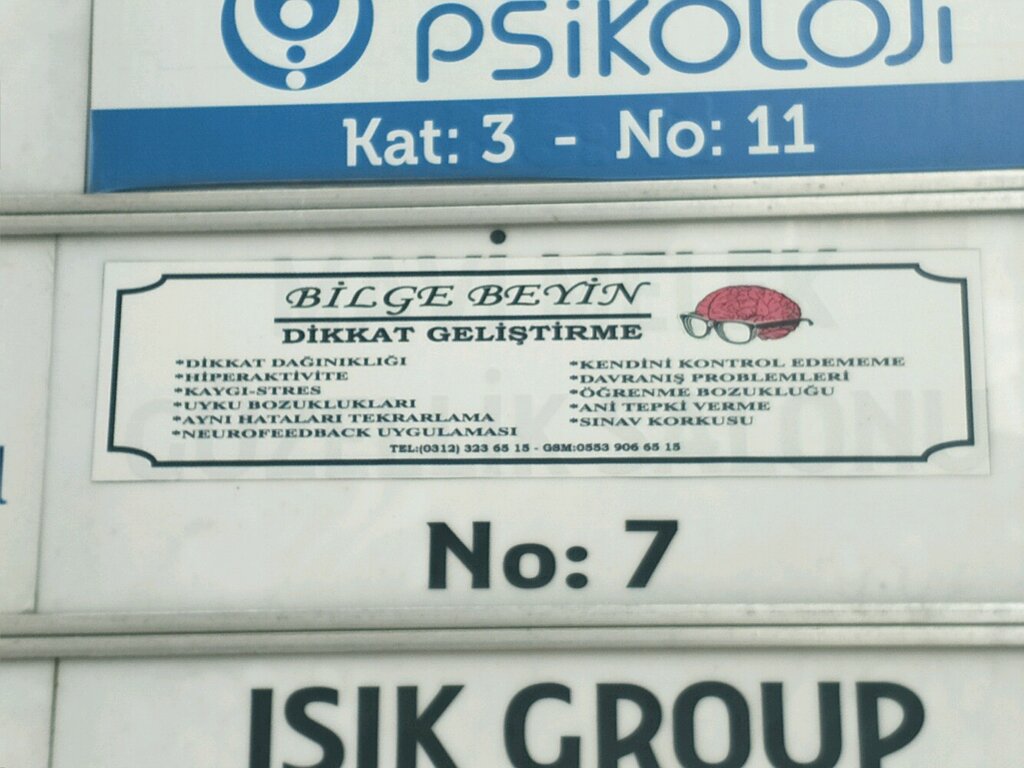 PSİKOLOJİ
Kat: 3 - No: 11
BİLGE BEYİN
DİKKAT GELİŞTİRME
*DİKKAT DAĞINIKLIĞI
*HİPERAKTİVİTE
*KAYGI-STRES
*UYKU BOZUKLUKLARI
*AYNI HATALARI TEKRARLAMA
*NEUROFEEDBACK UYGULAMASI
*KENDİNİ KONTROL EDEMEME
*DAVRANIŞ PROBLEMLERİ
*ÖĞRENME BOZUKLUĞU
*ANİ TEPKİ VERME
*SINAV KORKUSU
TEL:(0312) 323 65 15 - GSM:0553 906 65 15
No: 7
IŞIK GROUP